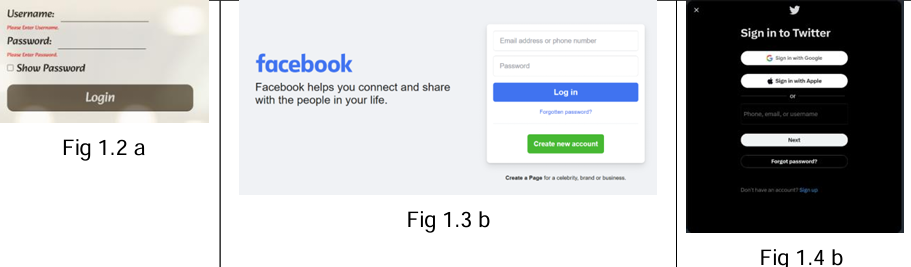 Username:
Please Enter Username.
Password:
Please Enter Password.
Show Password
Login
Fig 1.2 a
facebook
Facebook helps you connect and share
with the people in your life.
Email address or phone number
Password
Log in
Forgotten password?
Create new account
Create a Page for a celebrity, brand or business.
Fig 1.3 b
Sign in to Twitter
Sign in with Google
Sign in with Apple
or
Phone, email, or username
Next
Forgot password?
Don't have an account? Sign up
Fig 1.4 b